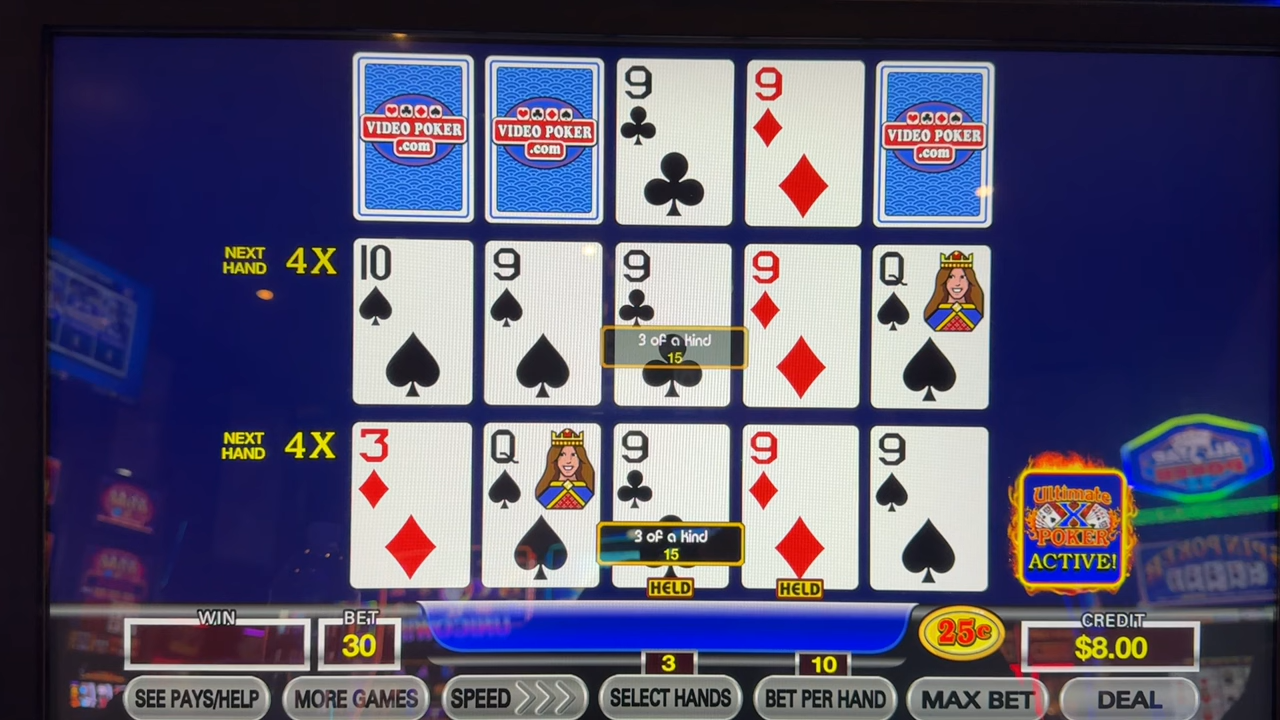 VIDEO POKER
.com
VIDEO POKER
.com
9
9
VIDEO POKER
.com
NEXT
HAND 4X
10
9
9
9
Q
3 of a kind
15
NEXT
HAND 4X
3
Q
9
9
9
3 of a kind
15
HELD
HELD
Ultimate
X
POKER
ACTIVE!
WIN
BET
30
25¢
CREDIT
$8.00
3
10
SEE PAYS/HELP
MORE GAMES
SPEED
SELECT HANDS
BET PER HAND
MAX BET
DEAL